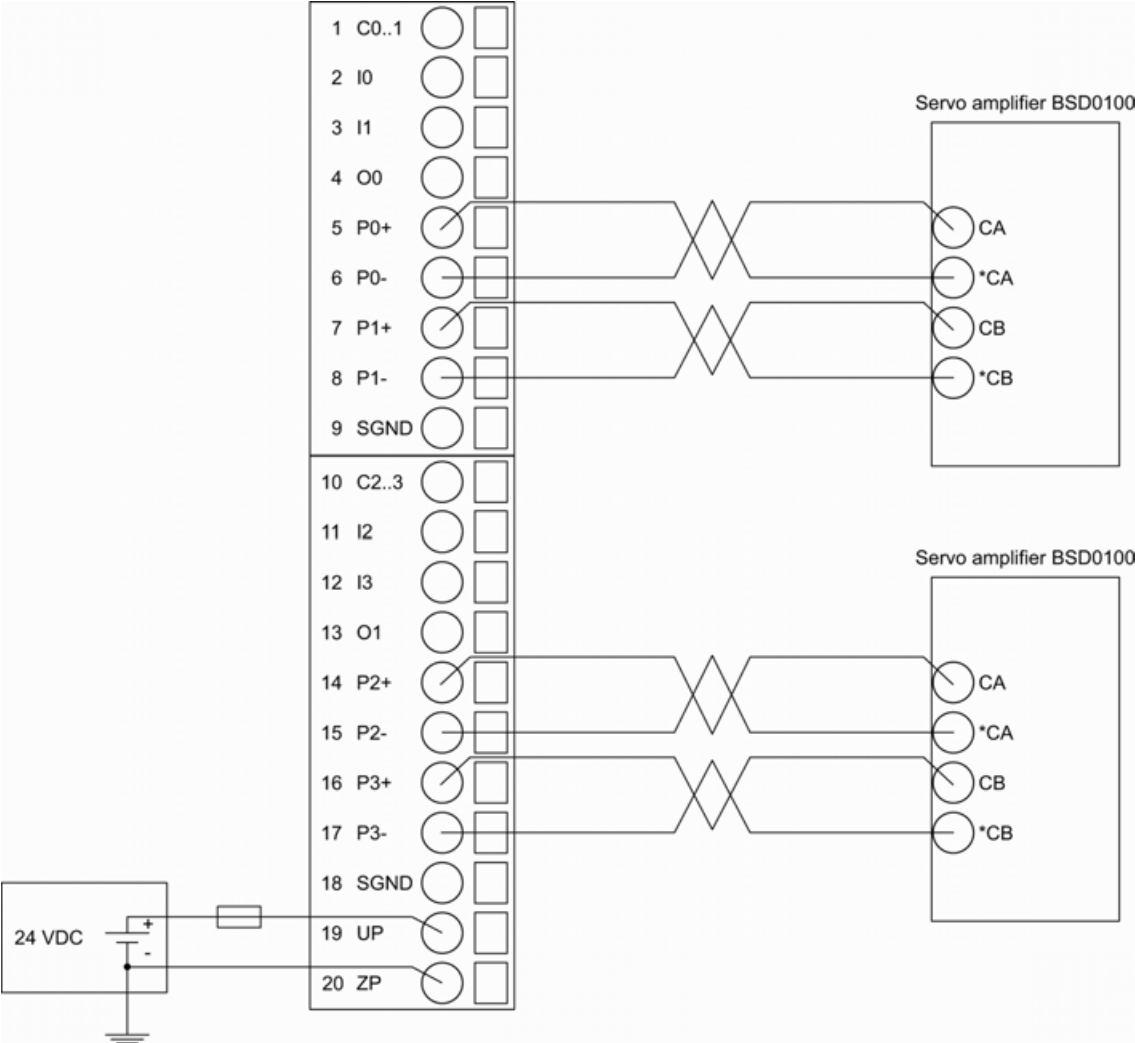 1 C0..1
2 I0
Servo amplifier BSD0100
3 I1
4 O0
5 P0+
CA
6 P0-
*CA
7 P1+
CB
8 P1-
*CB
9 SGND
10 C2..3
11 I2
Servo amplifier BSD0100
12 I3
13 O1
14 P2+
CA
15 P2-
*CA
16 P3+
CB
17 P3-
*CB
18 SGND
+
19 UP
24 VDC
-
20 ZP